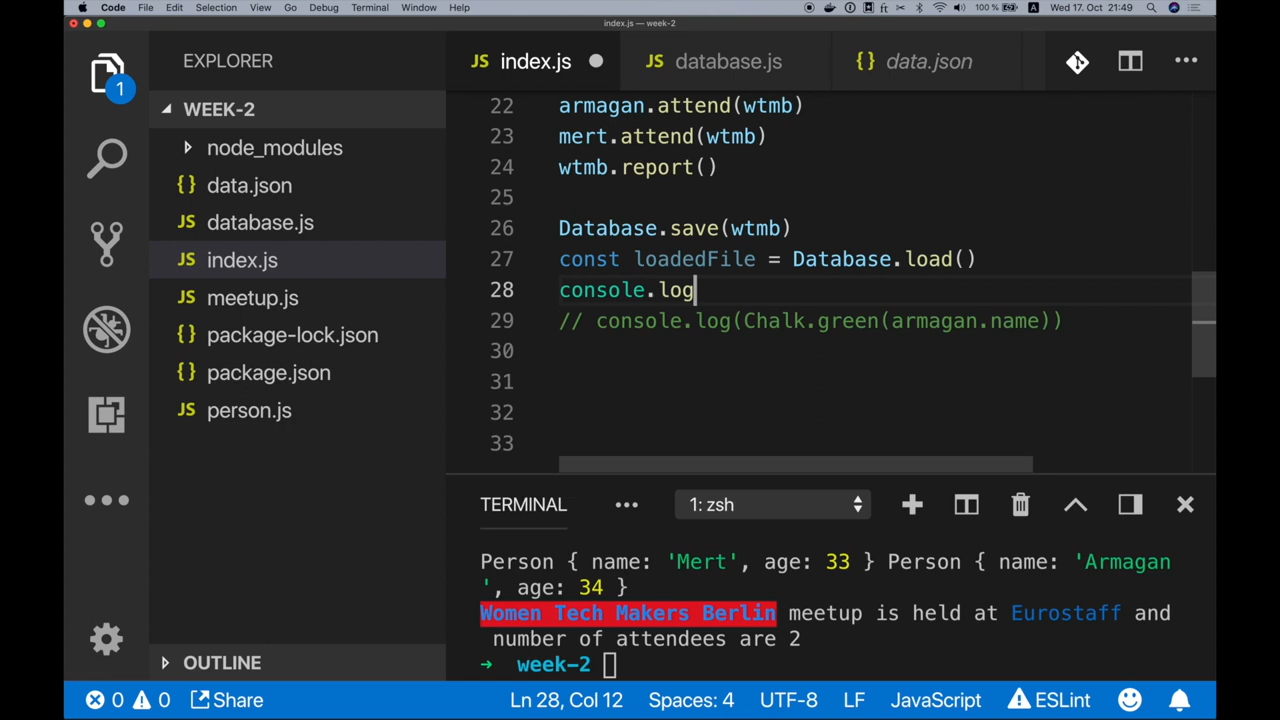 Code File Edit Selection View Go Debug Terminal Window Help 100 % A Wed 17. Oct 21:49
index.js — week-2
EXPLORER
JS index.js
JS database.js
{} data.json
1
WEEK-2
node_modules
{} data.json
JS database.js
JS index.js
JS meetup.js
{} package-lock.json
{} package.json
JS person.js
OUTLINE
22 armagan.attend(wtmb)
23 mert.attend(wtmb)
24 wtmb.report()
25
26 Database.save(wtmb)
27 const loadedFile = Database.load()
28 console.log
29 // console.log(Chalk.green(armagan.name))
30
31
32
33
TERMINAL ••• 1: zsh
Person { name: 'Mert', age: 33 } Person { name: 'Armagan
', age: 34 }
Women Tech Makers Berlin meetup is held at Eurostaff and
number of attendees are 2
→ week-2
0 0 Share Ln 28, Col 12 Spaces: 4 UTF-8 LF JavaScript ESLint